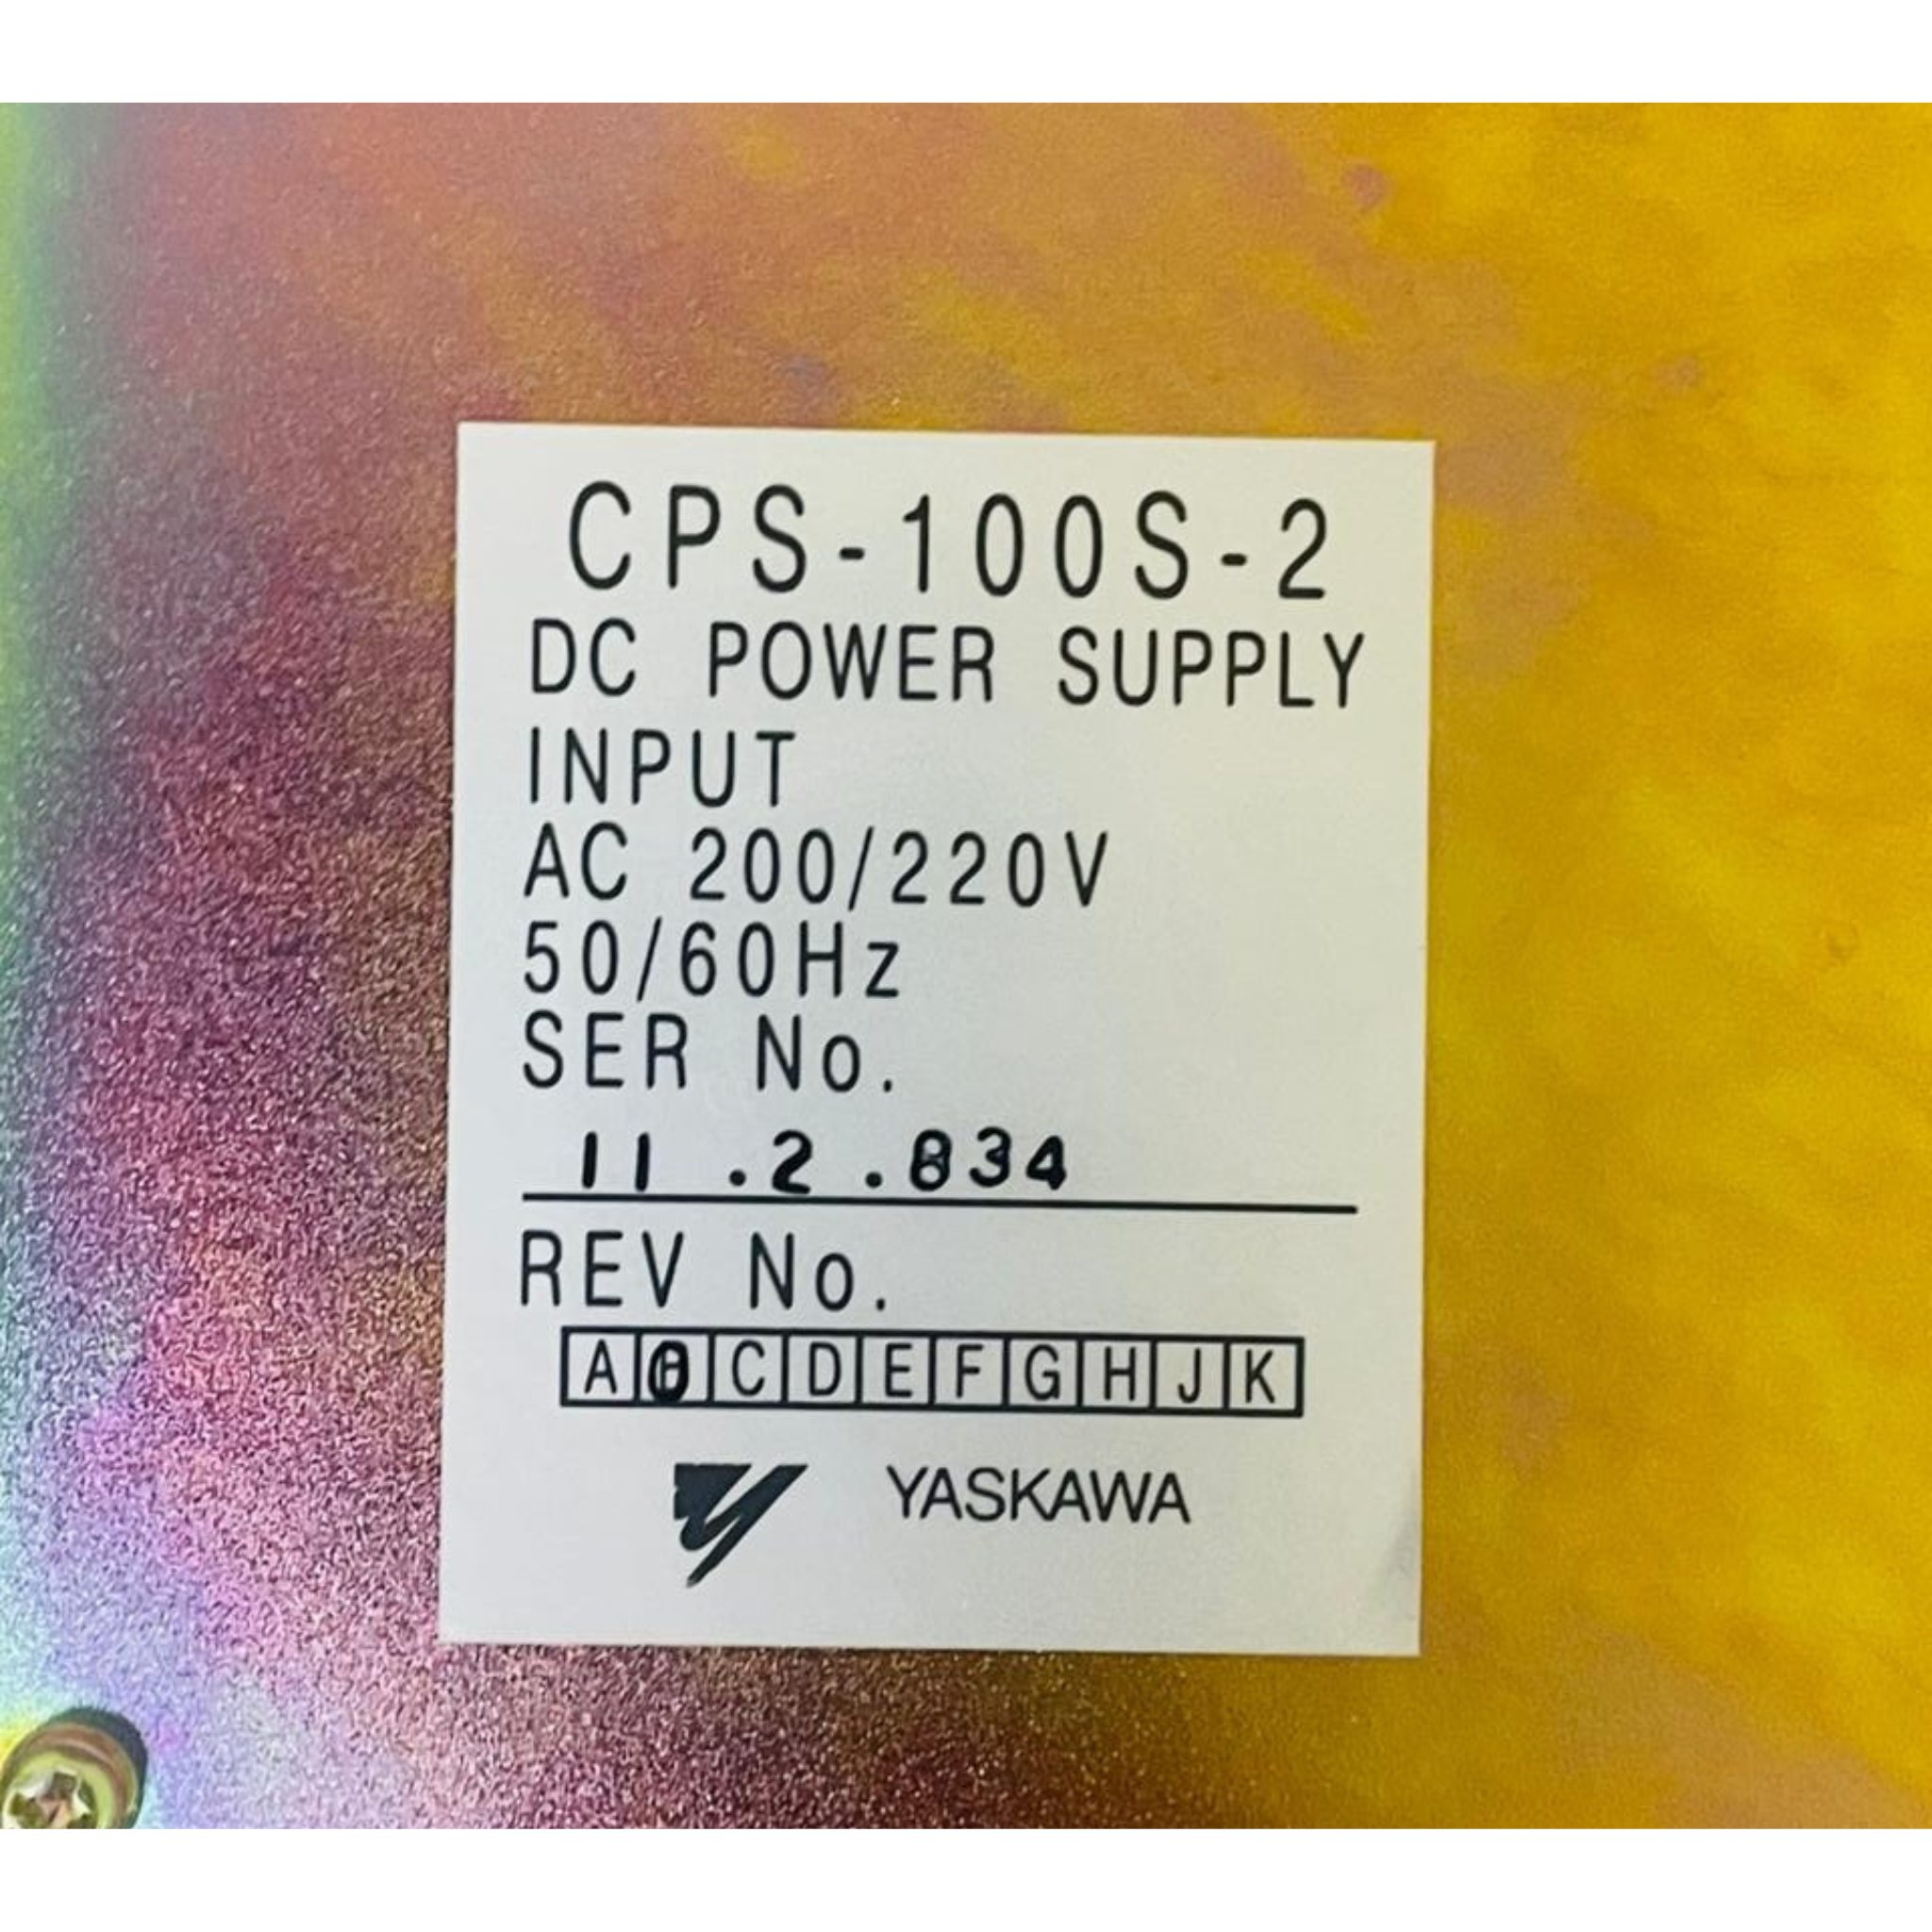 CPS-100S-2
DC POWER SUPPLY
INPUT
AC 200/220V
50/60Hz
SER No.
11.2.834
REV No.
A B C D E F G H J K
YASKAWA